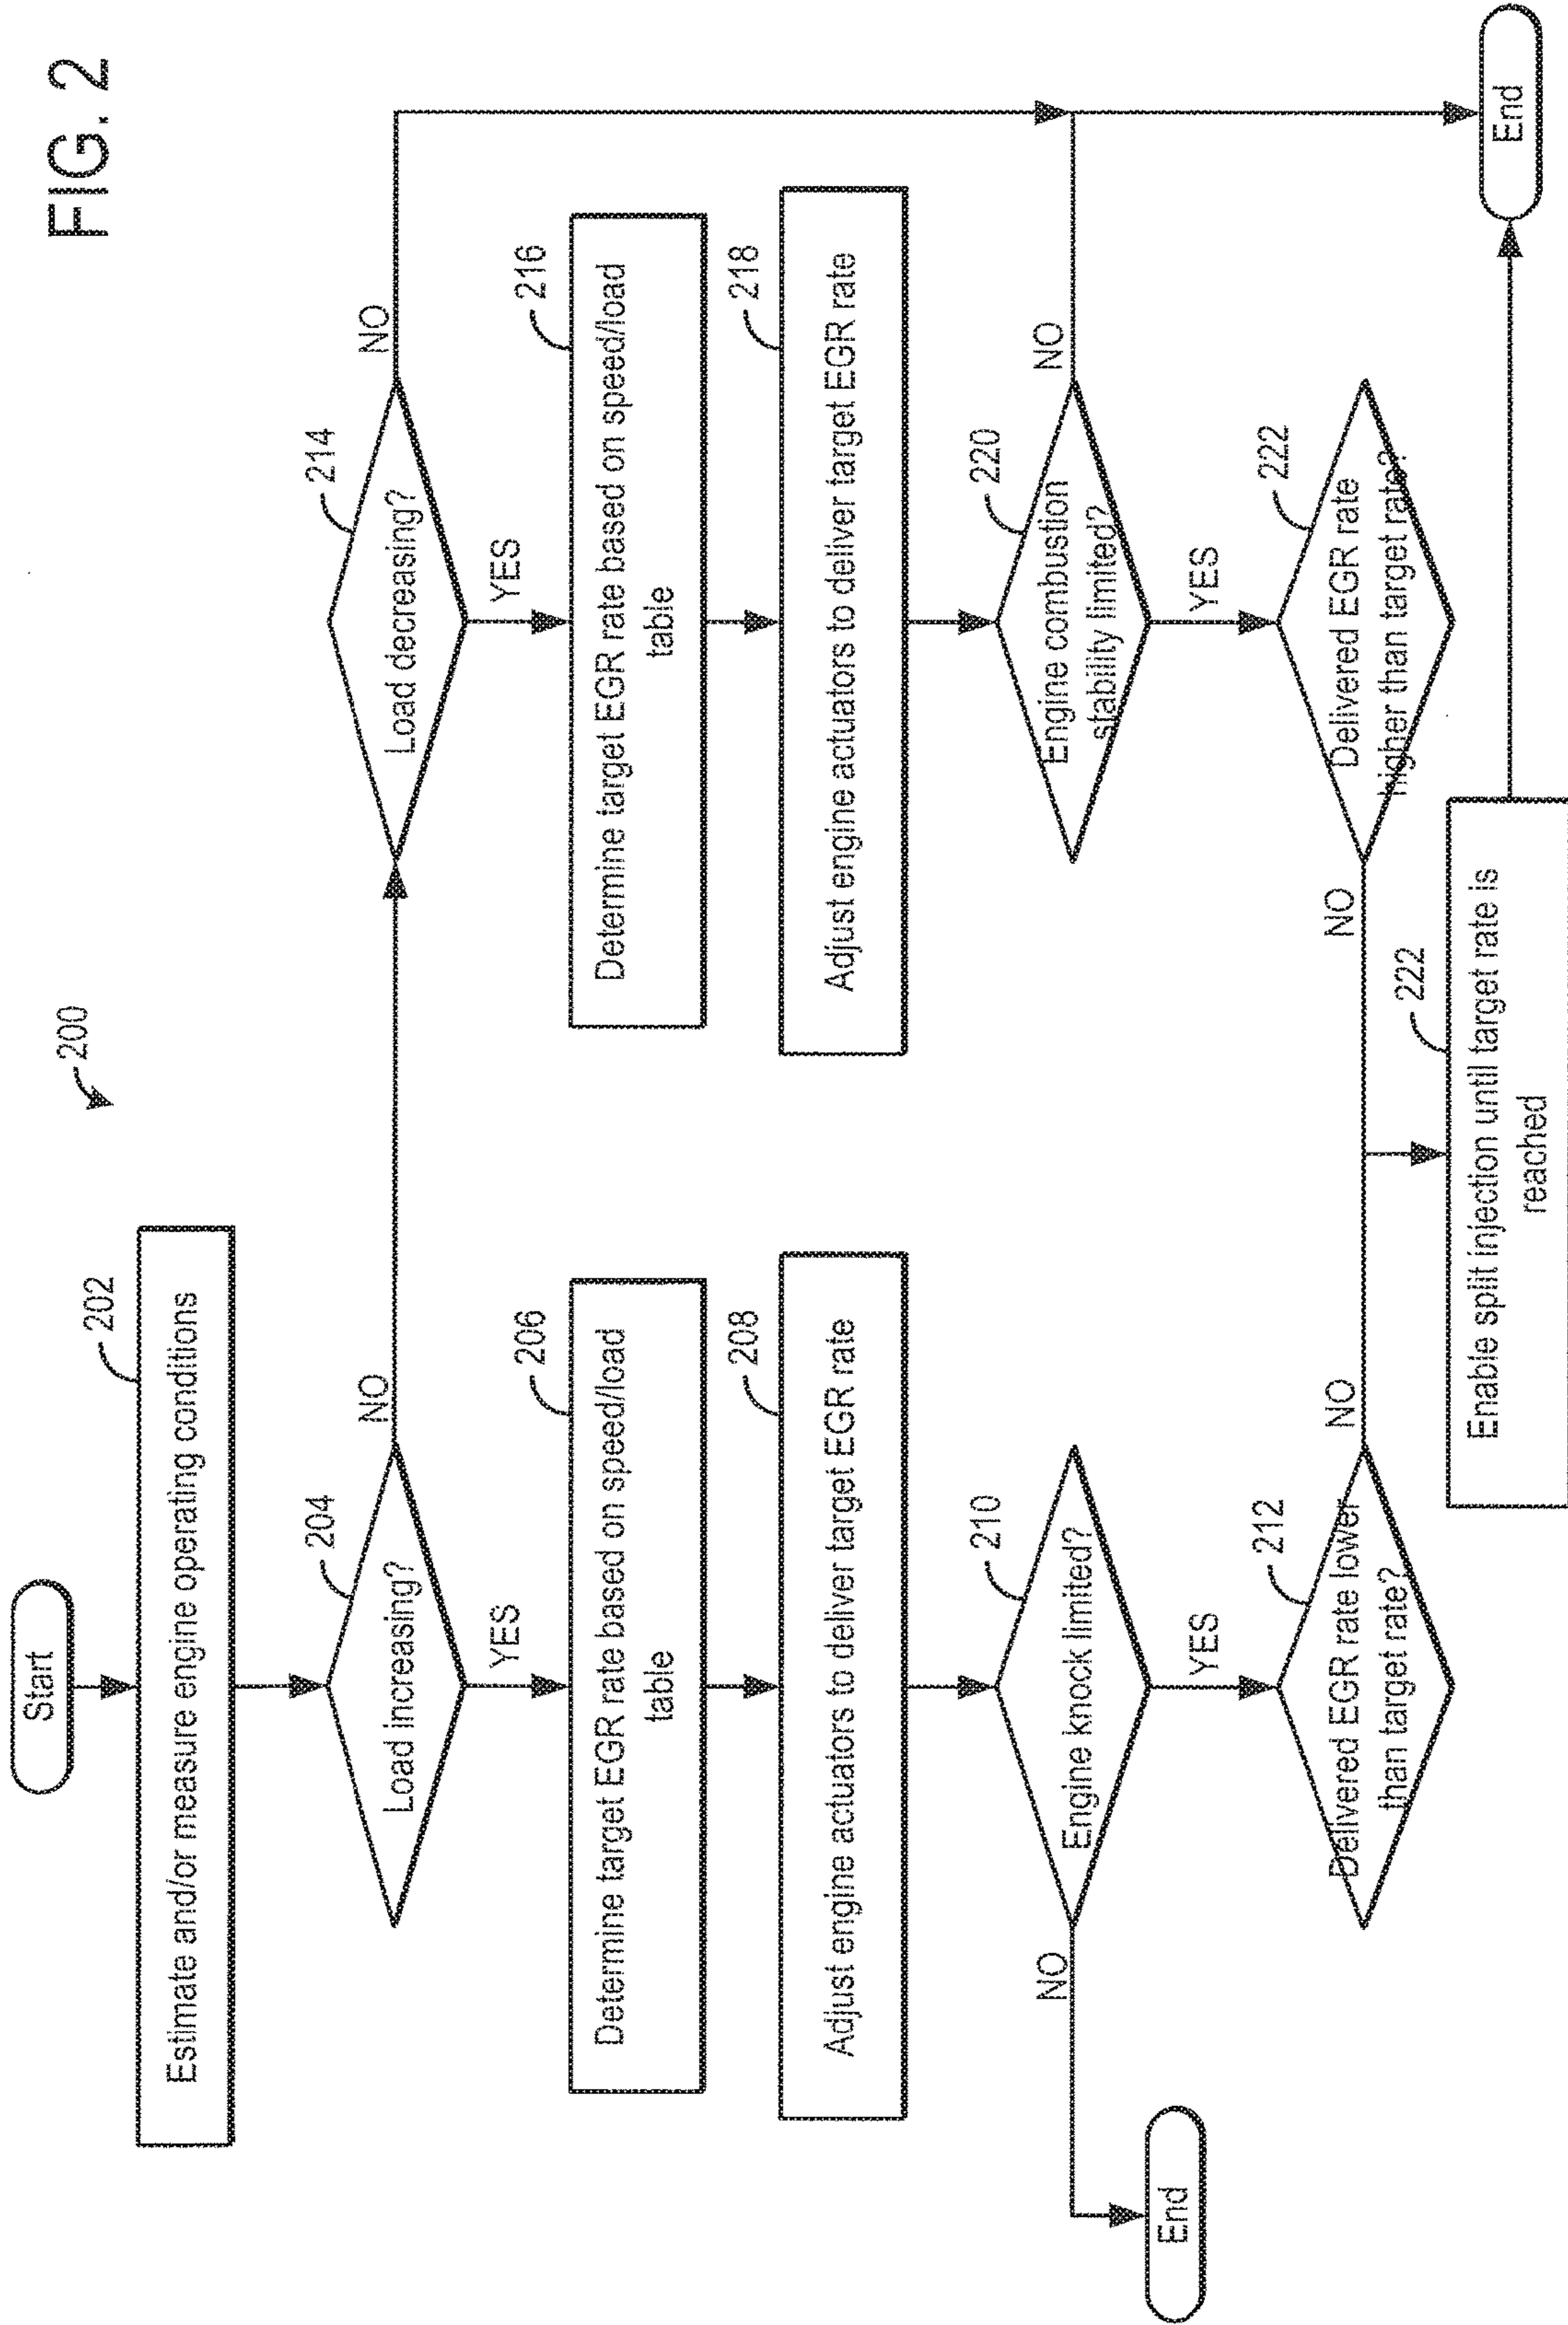 FIG. 2
200
Start
202
Estimate and/or measure engine operating conditions
204
Load increasing?
NO
YES
214
Load decreasing?
NO
YES
206
Determine target EGR rate based on speed/load
table
216
Determine target EGR rate based on speed/load
table
208
Adjust engine actuators to deliver target EGR rate
218
Adjust engine actuators to deliver target EGR rate
210
Engine knock limited?
NO
YES
End
220
Engine combustion
stability limited?
NO
YES
212
Delivered EGR rate lower
than target rate?
NO
222
Delivered EGR rate
higher than target rate?
NO
222
Enable split injection until target rate is
reached
End